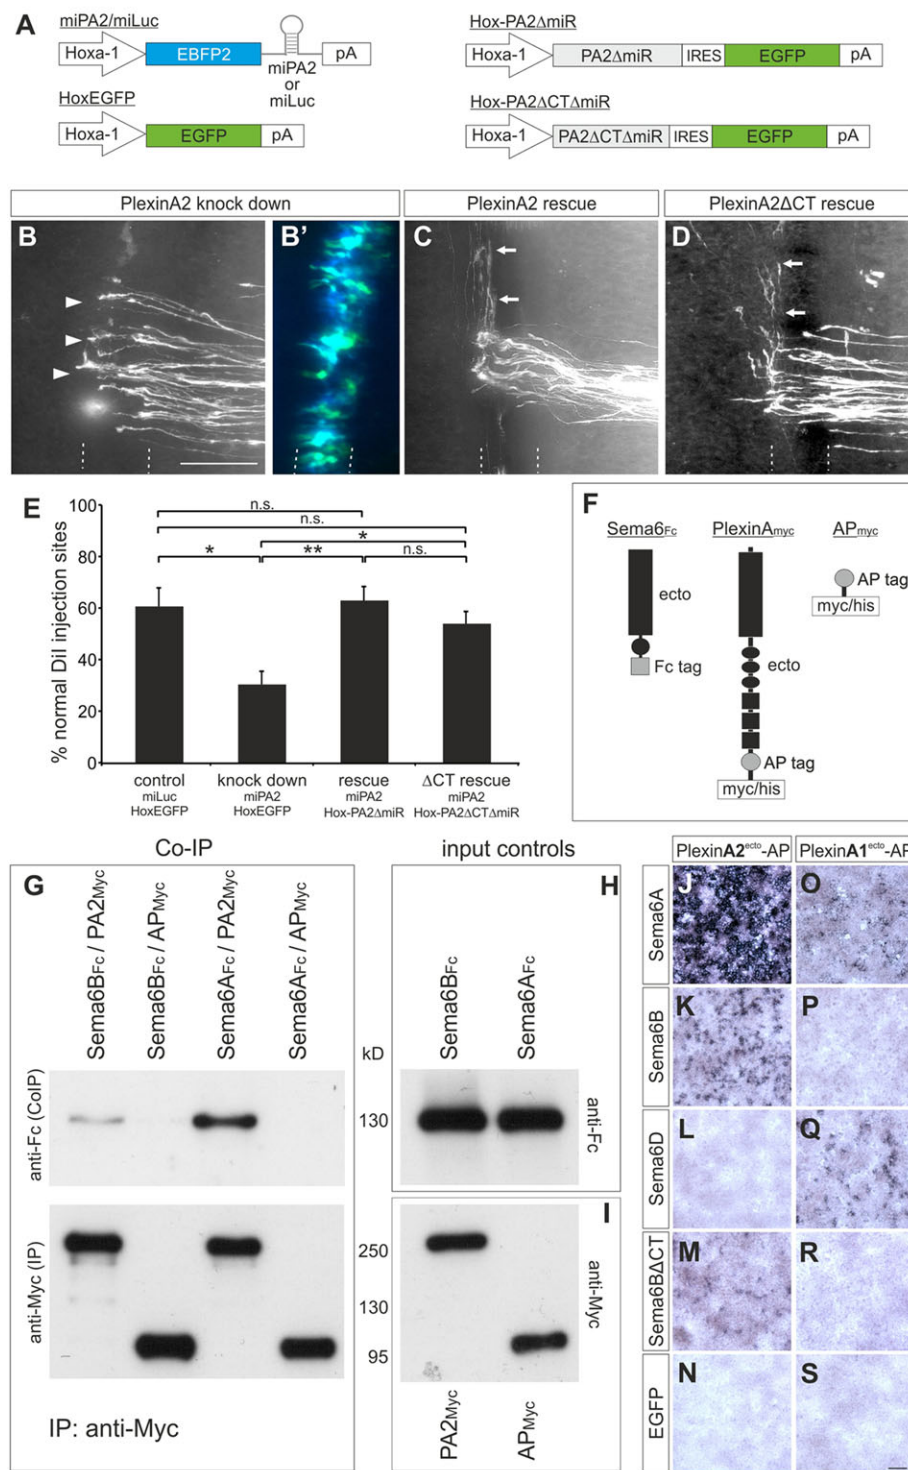 A
miPA2/miLuc
Hoxa-1
EBFP2
pA
miPA2
or
miLuc
HoxEGFP
Hoxa-1
EGFP
pA
Hox-PA2ΔmiR
Hoxa-1
PA2ΔmiR
IRES
EGFP
pA
Hox-PA2ΔCTΔmiR
Hoxa-1
PA2ΔCTΔmiR
IRES
EGFP
pA
PlexinA2 knock down
PlexinA2 rescue
PlexinA2ΔCT rescue
B
B'
C
D
E
% normal DiI injection sites
100
80
60
40
20
0
n.s.
n.s.
*
*
**
n.s.
control
miLuc
HoxEGFP
knock down
miPA2
HoxEGFP
rescue
miPA2
Hox-PA2ΔmiR
ΔCT rescue
miPA2
Hox-PA2ΔCTΔmiR
F
Sema6Fc
ecto
Fc tag
PlexinAmyc
ecto
AP tag
myc/his
APmyc
AP tag
myc/his
Co-IP
input controls
G
Sema6BFc / PA2Myc
Sema6BFc / APMyc
Sema6AFc / PA2Myc
Sema6AFc / APMyc
anti-Fc (CoIP)
anti-Myc (IP)
IP: anti-Myc
kD
130
250
130
95
H
Sema6BFc
Sema6AFc
anti-Fc
I
anti-Myc
PA2Myc
APMyc
PlexinA2ecto-AP
PlexinA1ecto-AP
Sema6A
J
O
Sema6B
K
P
Sema6D
L
Q
Sema6BΔCT
M
R
EGFP
N
S